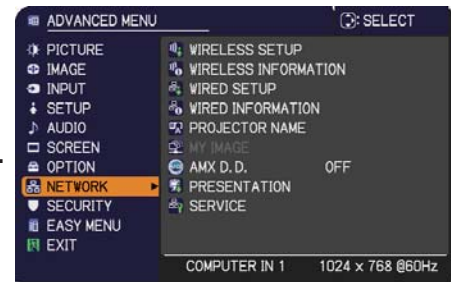 ADVANCED MENU : SELECT
PICTURE
IMAGE
INPUT
SETUP
AUDIO
SCREEN
OPTION
NETWORK
SECURITY
EASY MENU
EXIT
WIRELESS SETUP
WIRELESS INFORMATION
WIRED SETUP
WIRED INFORMATION
PROJECTOR NAME
MY IMAGE
AMX D.D. OFF
PRESENTATION
SERVICE
COMPUTER IN 1 1024 x 768 @60Hz